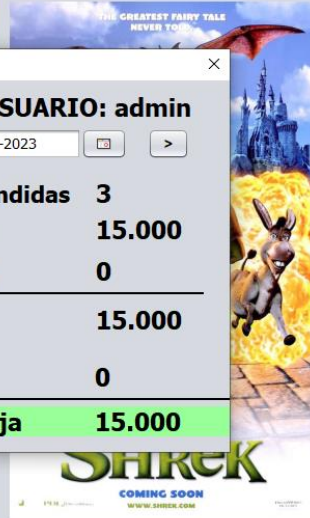 THE GREATEST FAIRY TALE
NEVER TOLD
SUARIO: admin
-2023
>
ndidas 3
15.000
0
15.000
0
ja 15.000
SHREK
COMING SOON
WWW.SHREK.COM